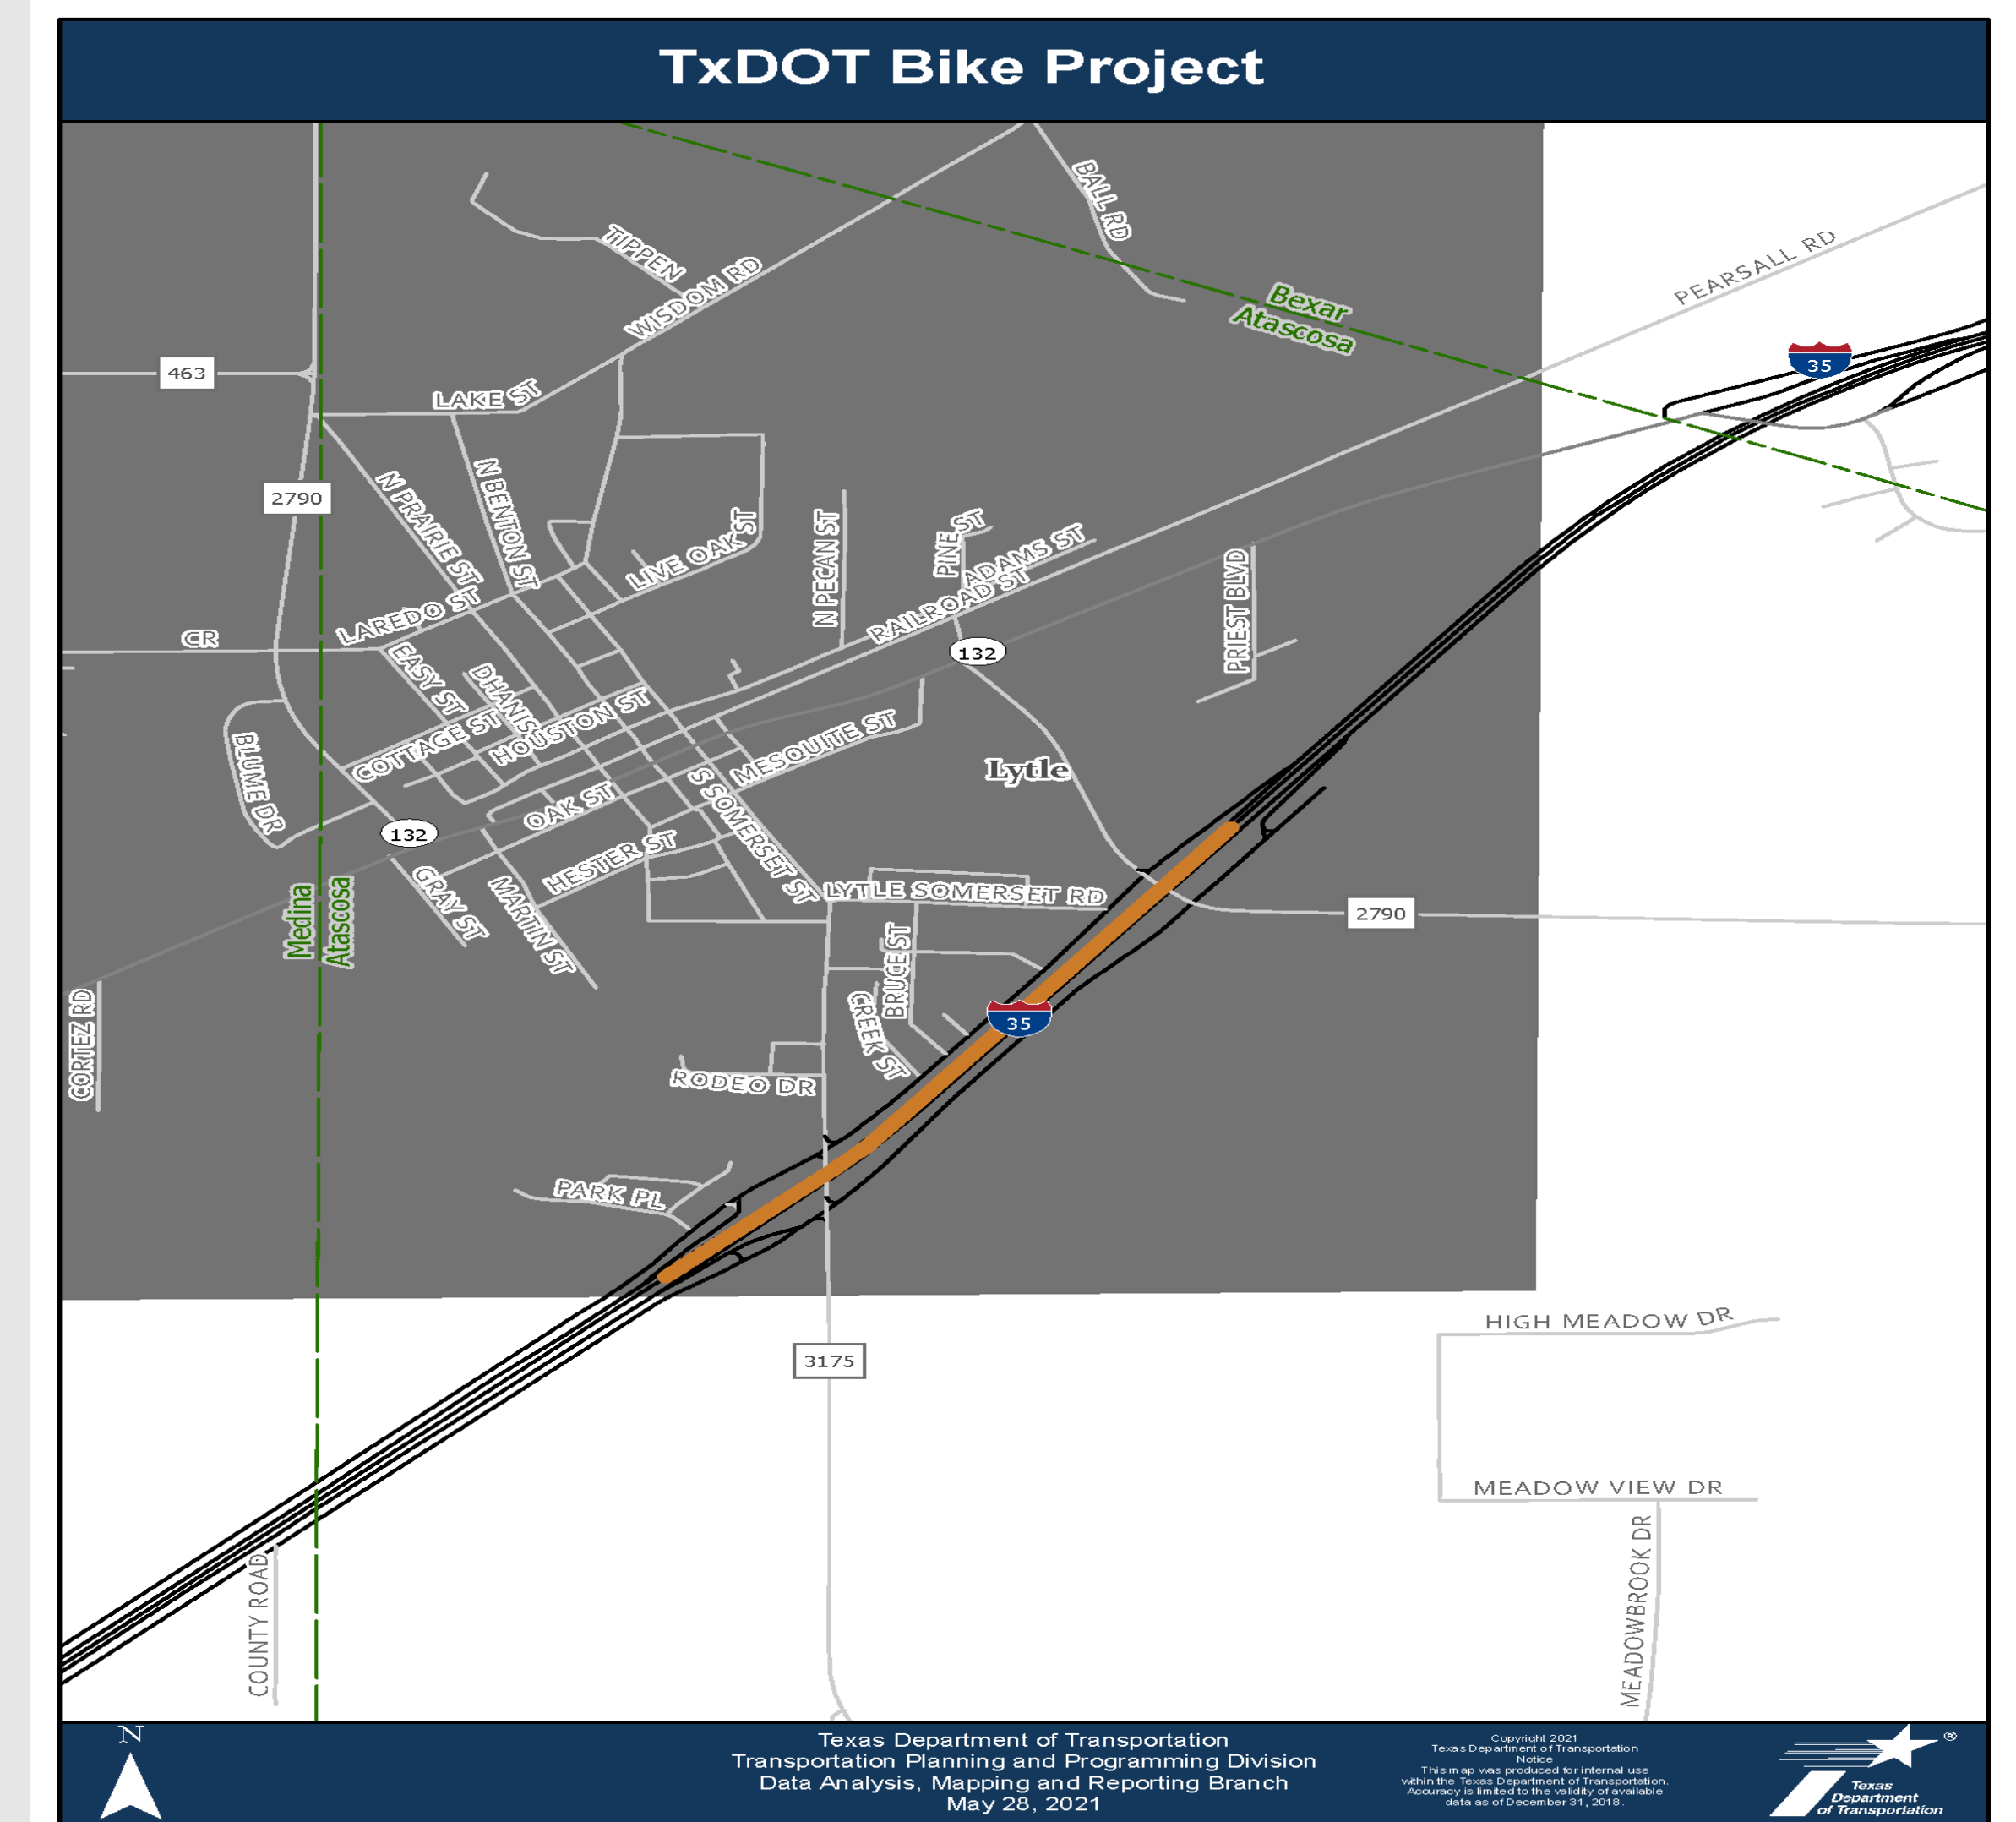 TxDOT Bike Project
BALL RD
TIPPEN
WISDOM RD
PEARSALL RD
Bexar
Atascosa
35
463
LAKE ST
2790
N PRAIRIE ST
N BENTON ST
LIVE OAK ST
N PECAN ST
PINE ST
ADAMS ST
RAILROAD ST
PRIEST BLVD
CR
LAREDO ST
132
EASY ST
DHANIS
HOUSTON ST
COTTAGE ST
MESQUITE ST
BLUME DR
Lytle
OAK ST
S SOMERSET ST
132
HESTER ST
GRAY ST
MARTIN ST
LYTLE SOMERSET RD
2790
Medina
Atascosa
BRUCE ST
CREEK ST
35
CORTEZ RD
RODEO DR
PARK PL
3175
HIGH MEADOW DR
MEADOW VIEW DR
MEADOWBROOK DR
COUNTY ROAD
N
Texas Department of Transportation
Transportation Planning and Programming Division
Data Analysis, Mapping and Reporting Branch
May 28, 2021
Copyright 2021
Texas Department of Transportation
Notice
This map was produced for internal use
within the Texas Department of Transportation.
Accuracy is limited to the validity of available
data as of December 31, 2018.
®
Texas
Department
of Transportation